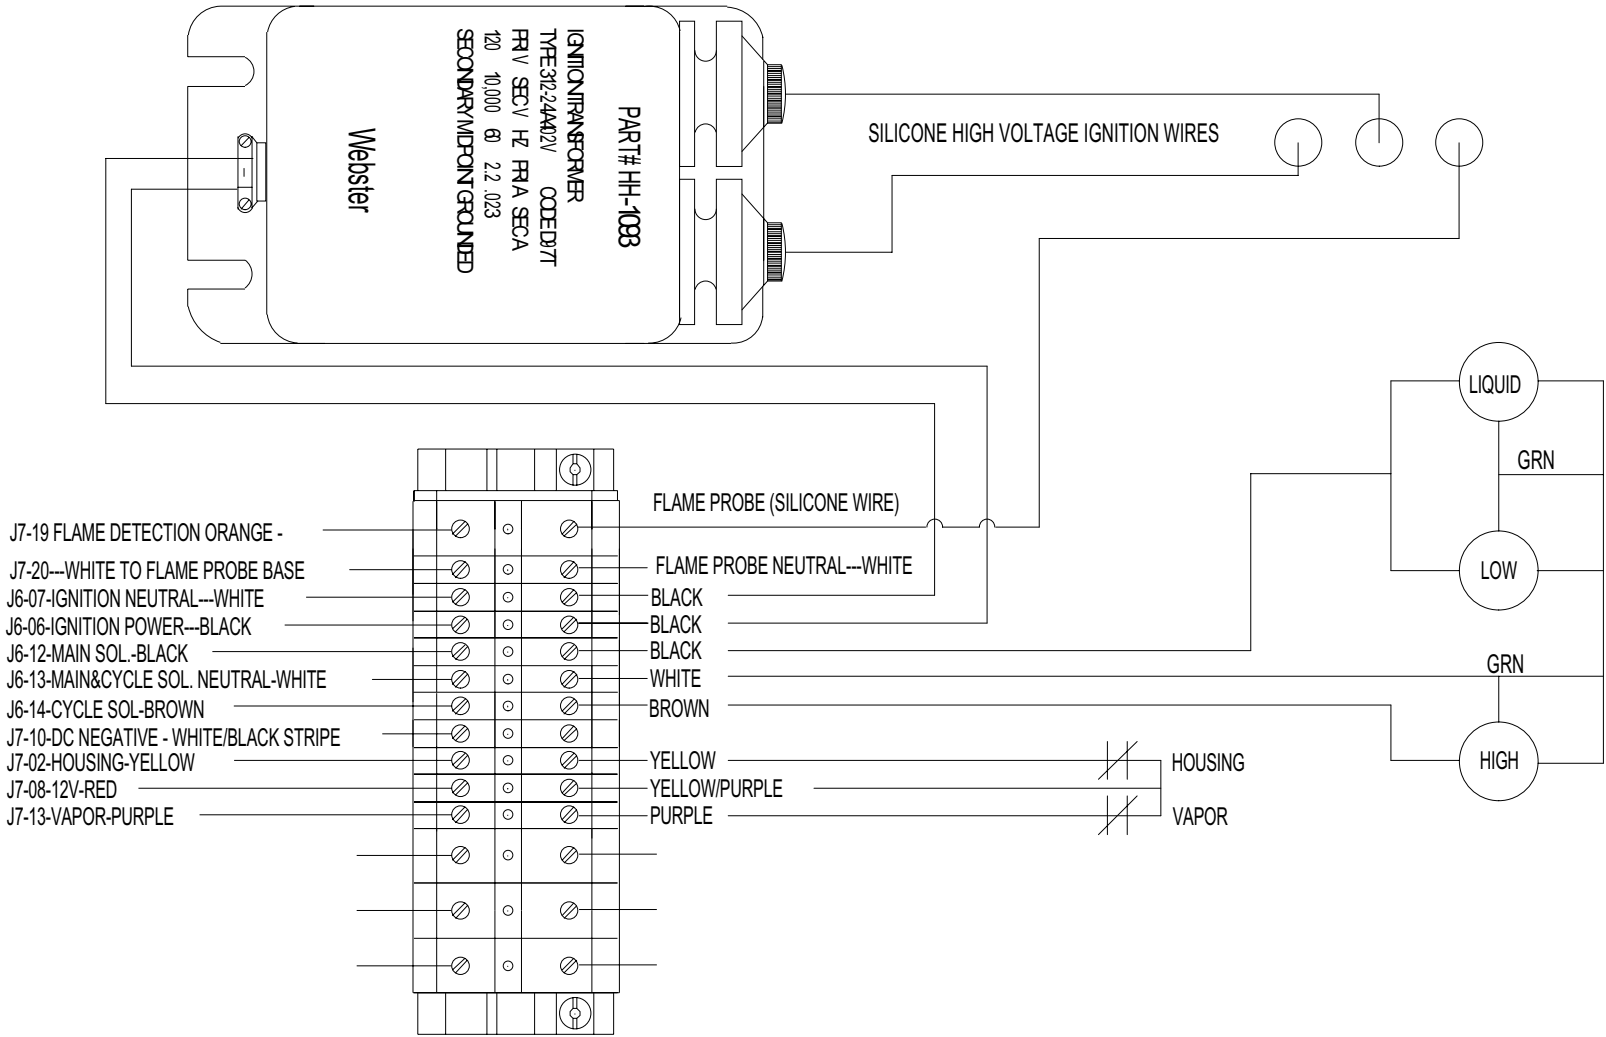 IGNITION TRANSFORMER
TYPE 312-24A402V CODE D97T
PRI V SEC V HZ PRI A SEC A
120 10,000 60 2.2 .023
SECONDARY MIDPOINT GROUNDED
PART# HH-1093
Webster
SILICONE HIGH VOLTAGE IGNITION WIRES
LIQUID
GRN
LOW
GRN
HIGH
FLAME PROBE (SILICONE WIRE)
J7-19 FLAME DETECTION ORANGE -
J7-20---WHITE TO FLAME PROBE BASE
FLAME PROBE NEUTRAL---WHITE
J6-07-IGNITION NEUTRAL---WHITE
BLACK
J6-06-IGNITION POWER---BLACK
BLACK
J6-12-MAIN SOL.-BLACK
BLACK
J6-13-MAIN&CYCLE SOL. NEUTRAL-WHITE
WHITE
J6-14-CYCLE SOL-BROWN
BROWN
J7-10-DC NEGATIVE - WHITE/BLACK STRIPE
J7-02-HOUSING-YELLOW
YELLOW
HOUSING
J7-08-12V-RED
YELLOW/PURPLE
J7-13-VAPOR-PURPLE
PURPLE
VAPOR